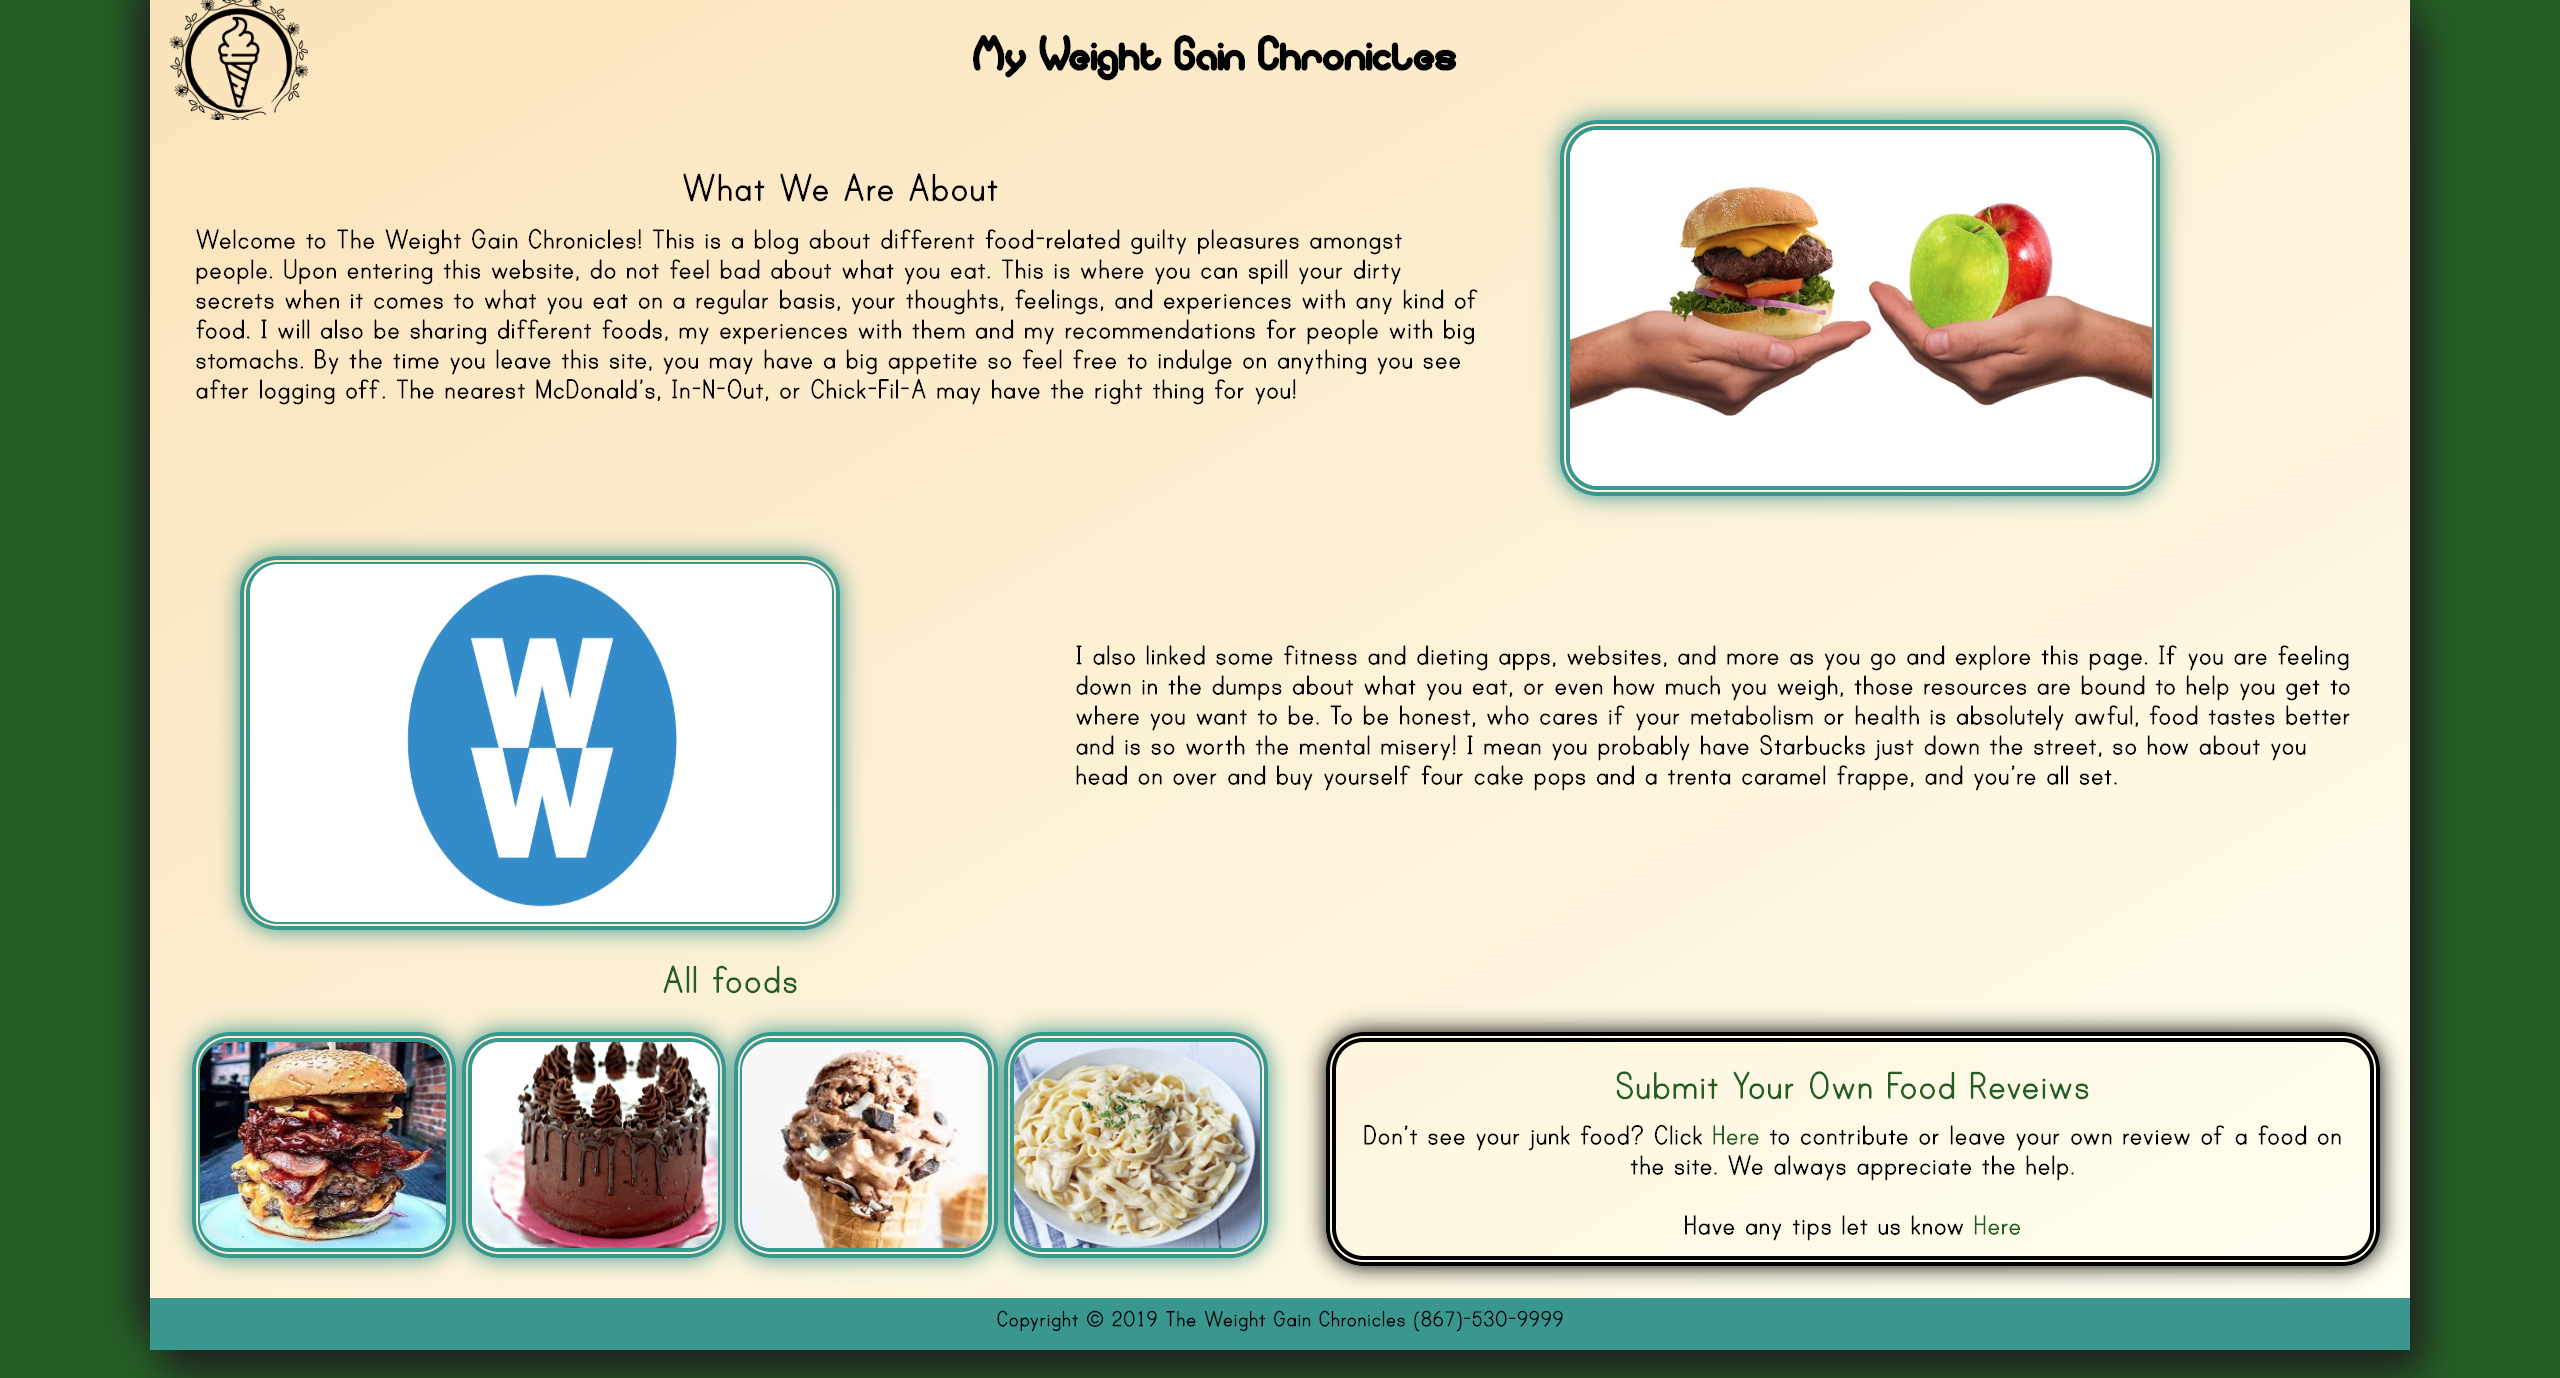 My Weight Gain Chronicles
What We Are About
Welcome to The Weight Gain Chronicles! This is a blog about different food-related guilty pleasures amongst
people. Upon entering this website, do not feel bad about what you eat. This is where you can spill your dirty
secrets when it comes to what you eat on a regular basis, your thoughts, feelings, and experiences with any kind of
food. I will also be sharing different foods, my experiences with them and my recommendations for people with big
stomachs. By the time you leave this site, you may have a big appetite so feel free to indulge on anything you see
after logging off. The nearest McDonald's, In-N-Out, or Chick-Fil-A may have the right thing for you!
W
W
I also linked some fitness and dieting apps, websites, and more as you go and explore this page. If you are feeling
down in the dumps about what you eat, or even how much you weigh, those resources are bound to help you get to
where you want to be. To be honest, who cares if your metabolism or health is absolutely awful, food tastes better
and is so worth the mental misery! I mean you probably have Starbucks just down the street, so how about you
head on over and buy yourself four cake pops and a trenta caramel frappe, and you're all set.
All foods
Submit Your Own Food Reveiws
Don't see your junk food? Click Here to contribute or leave your own review of a food on
the site. We always appreciate the help.
Have any tips let us know Here
Copyright © 2019 The Weight Gain Chronicles (867)-530-9999